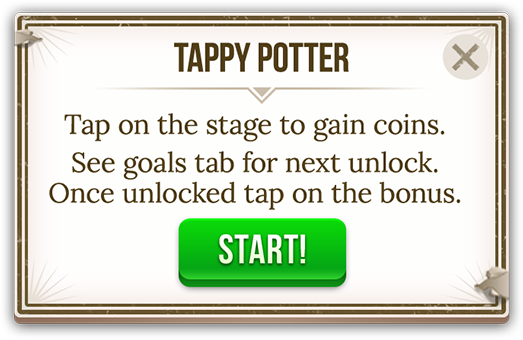 TAPPY POTTER
Tap on the stage to gain coins.
See goals tab for next unlock.
Once unlocked tap on the bonus.
START!